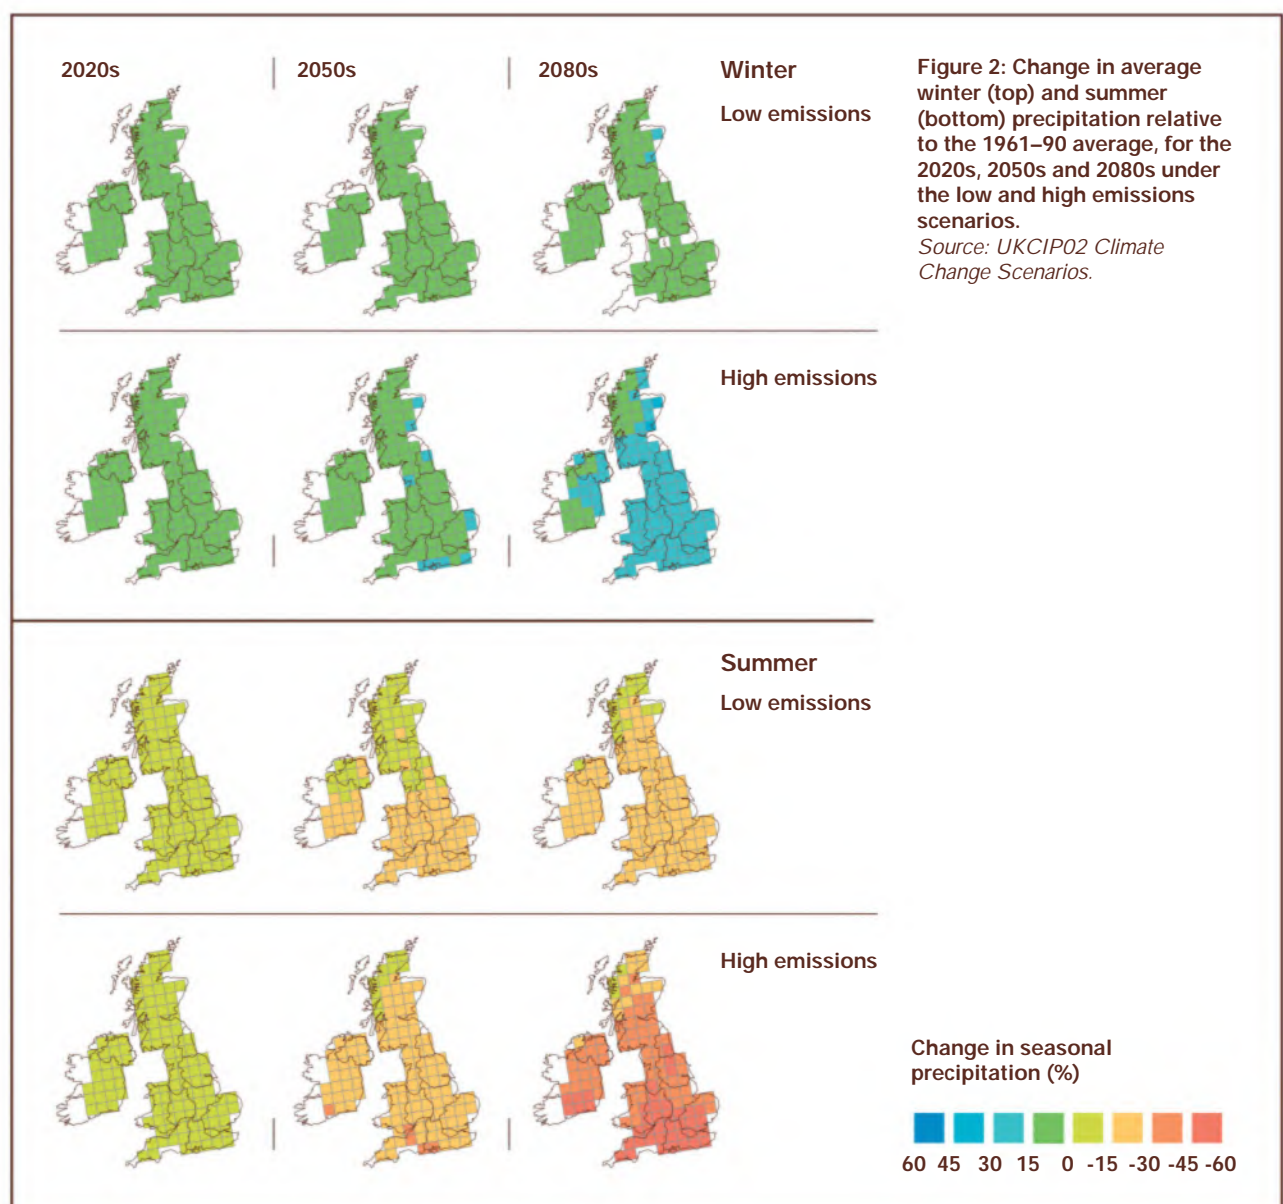 2020s 2050s 2080s Winter
Low emissions
Figure 2: Change in average
winter (top) and summer
(bottom) precipitation relative
to the 1961–90 average, for the
2020s, 2050s and 2080s under
the low and high emissions
scenarios.
Source: UKCIP02 Climate
Change Scenarios.
High emissions
Summer
Low emissions
High emissions
Change in seasonal
precipitation (%)
60 45 30 15 0 -15 -30 -45 -60